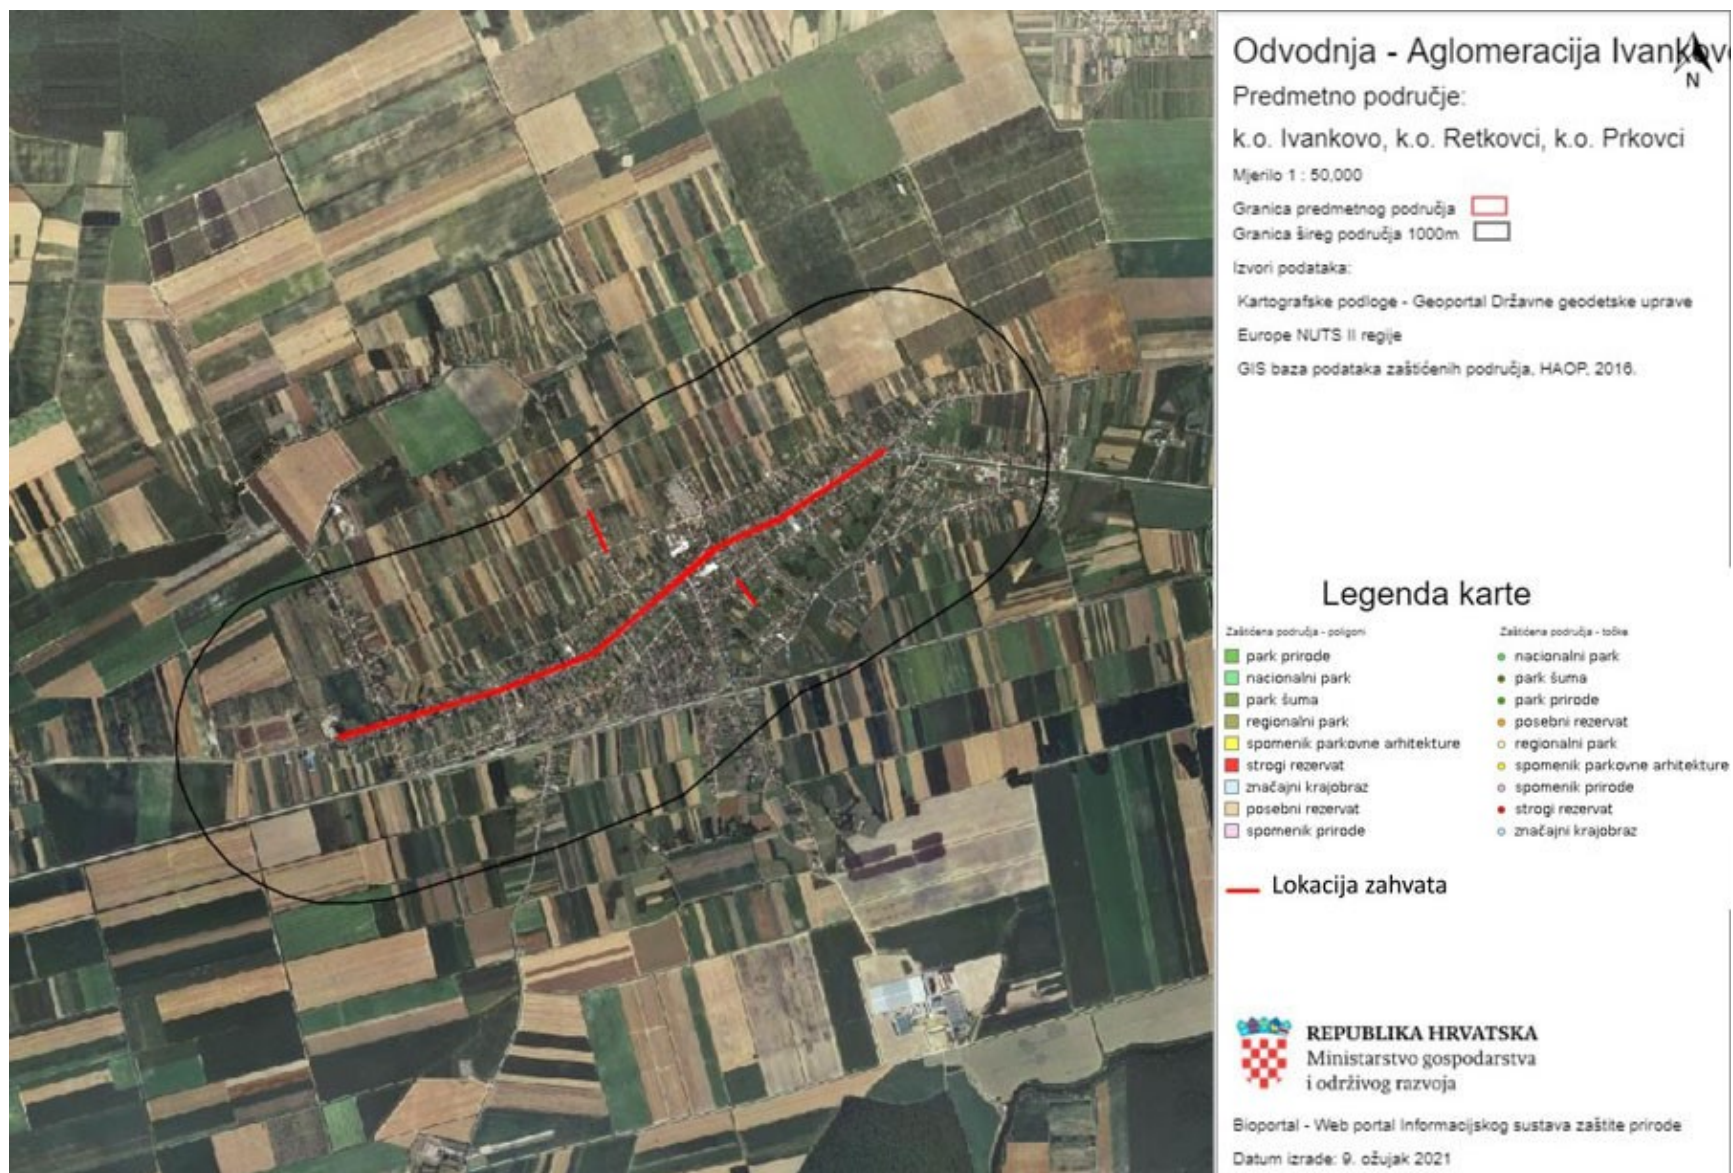 Odvodnja - Aglomeracija Ivankovo
N
Predmetno područje:
k.o. Ivankovo, k.o. Retkovci, k.o. Prkovci
Mjerilo 1 : 50,000
Granica predmetnog područja
Granica šireg područja 1000m
Izvori podataka:
Kartografske podloge - Geoportal Državne geodetske uprave
Europe NUTS II regije
GIS baza podataka zaštićenih područja, HAOP, 2016.
Legenda karte
Zaštićena područja - poligoni
park prirode
nacionalni park
park šuma
regionalni park
spomenik parkovne arhitekture
strogi rezervat
značajni krajobraz
posebni rezervat
spomenik prirode
Zaštićena područja - točke
nacionalni park
park šuma
park prirode
posebni rezervat
regionalni park
spomenik parkovne arhitekture
spomenik prirode
strogi rezervat
značajni krajobraz
Lokacija zahvata
REPUBLIKA HRVATSKA
Ministarstvo gospodarstva
i održivog razvoja
Bioportal - Web portal Informacijskog sustava zaštite prirode
Datum izrade: 9. ožujak 2021